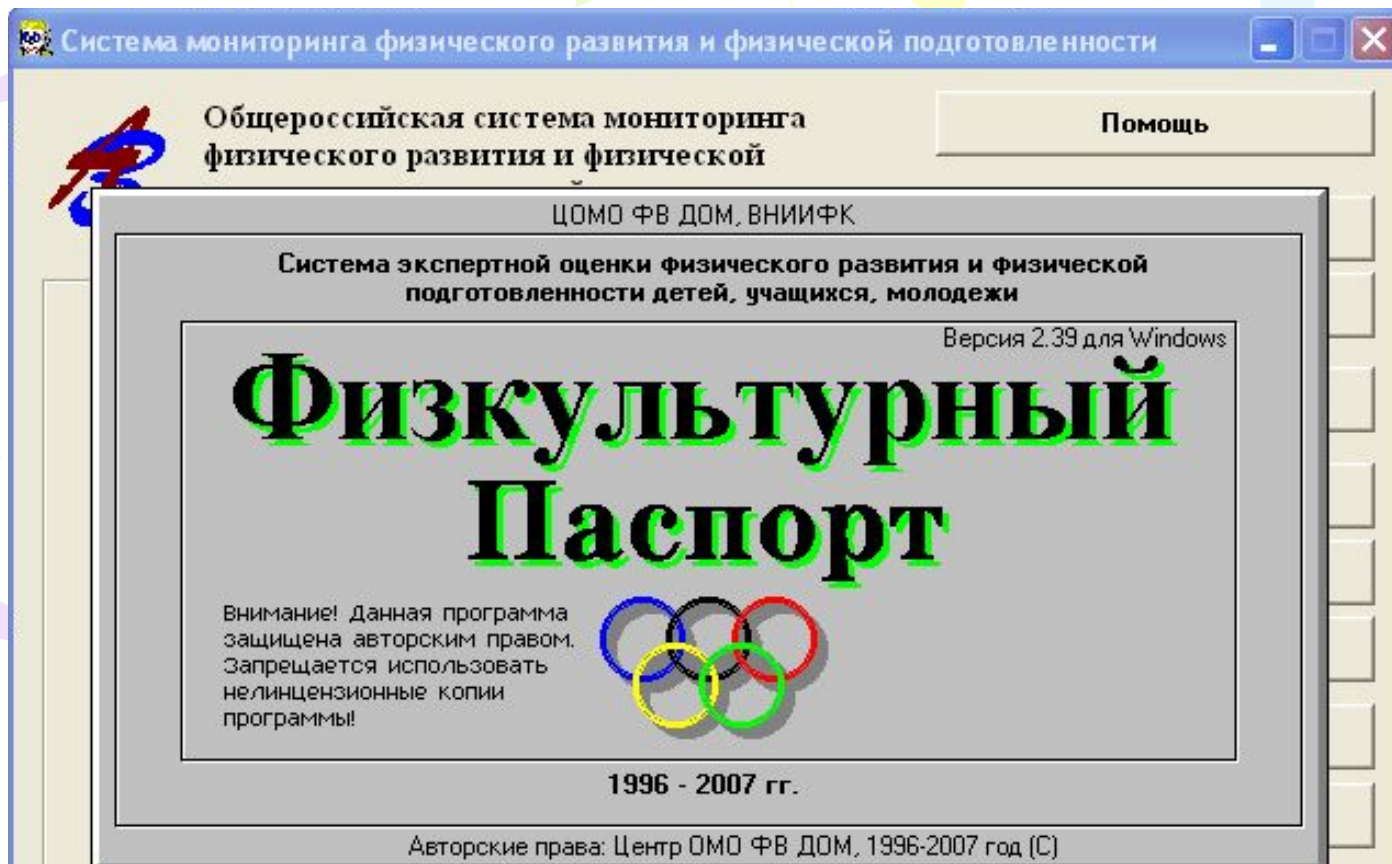 Система мониторинга физического развития и физической подготовленности
Общероссийская система мониторинга
физического развития и физической
Помощь
ЦОМО ФВ ДОМ, ВНИИФК
Система экспертной оценки физического развития и физической
подготовленности детей, учащихся, молодежи
Версия 2.39 для Windows
Физкультурный
Паспорт
Внимание! Данная программа
защищена авторским правом.
Запрещается использовать
нелинцензионные копии
программы!
1996 - 2007 гг.
Авторские права: Центр ОМО ФВ ДОМ, 1996-2007 год (С)